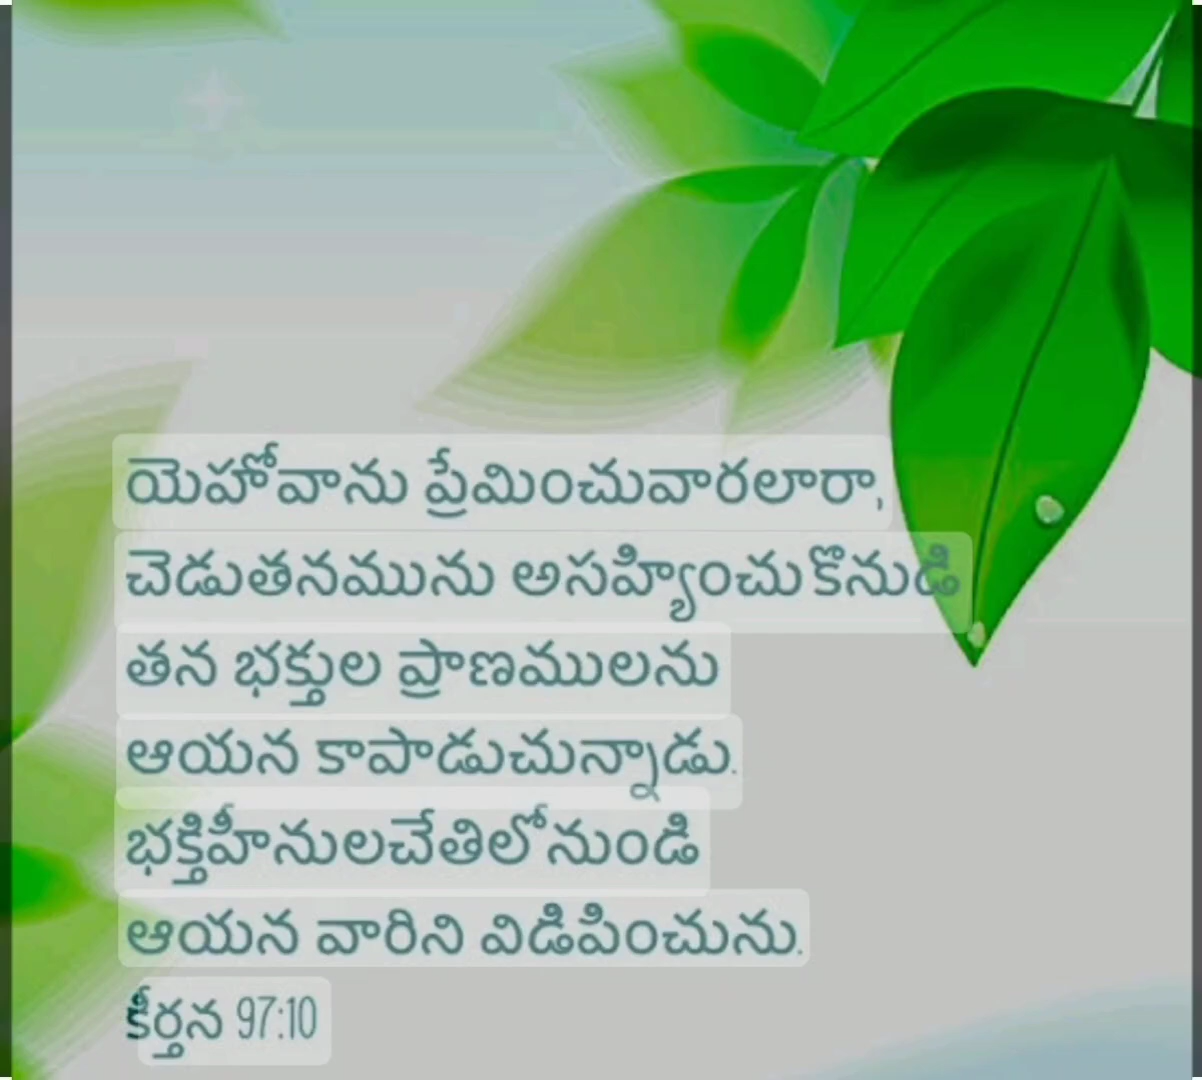 యెహోవాను ప్రేమించువారలారా,
చెడుతనమును అసహ్యించుకొనుడి
తన భక్తుల ప్రాణములను
ఆయన కాపాడుచున్నాడు.
భక్తిహీనులచేతిలోనుండి
ఆయన వారిని విడిపించును.
కీర్తన 97:10